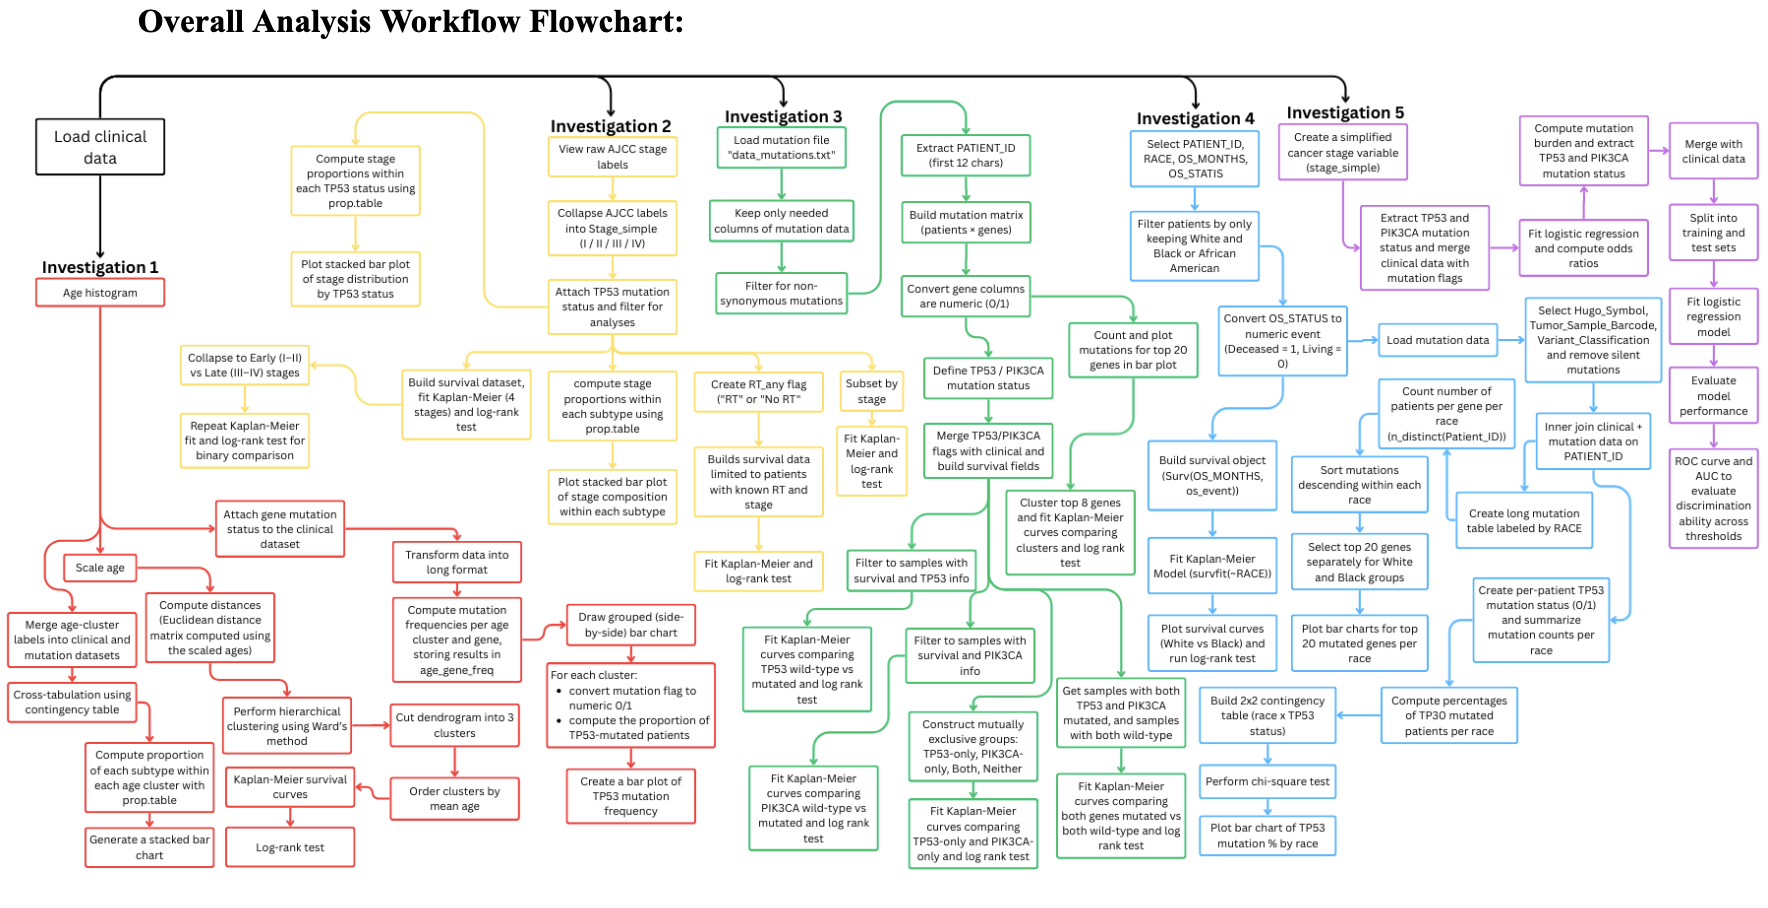 Overall Analysis Workflow Flowchart:
Load clinical
data
Investigation 1
Age histogram
Attach gene mutation
status to the clinical
dataset
Scale age
Transform data into
long format
Merge age-cluster
labels into clinical and
mutation datasets
Compute distances
(Euclidean distance
matrix computed using
the scaled ages)
Compute mutation
frequencies per age
cluster and gene,
storing results in
age_gene_freq
Draw grouped (side-
by-side) bar chart
Cross-tabulation using
contingency table
Perform hierarchical
clustering using Ward's
method
Cut dendrogram into 3
clusters
For each cluster:
• convert mutation flag to
numeric 0/1
• compute the proportion of
TP53-mutated patients
Compute proportion
of each subtype within
each age cluster with
prop.table
Kaplan-Meier survival
curves
Order clusters by
mean age
Create a bar plot of
TP53 mutation
frequency
Generate a stacked bar
chart
Log-rank test
Investigation 2
View raw AJCC stage
labels
Collapse AJCC labels
into Stage_simple
(I / II / III / IV)
Attach TP53 mutation
status and filter for
analyses
Compute stage
proportions within
each TP53 status using
prop.table
Plot stacked bar plot
of stage distribution
by TP53 status
Collapse to Early (I–II)
vs Late (III–IV) stages
Repeat Kaplan-Meier
fit and log-rank test for
binary comparison
Build survival dataset,
fit Kaplan-Meier (4
stages) and log-rank
test
compute stage
proportions within
each subtype using
prop.table
Plot stacked bar plot
of stage composition
within each subtype
Create RT_any flag
("RT" or "No RT"
Builds survival data
limited to patients
with known RT and
stage
Fit Kaplan-Meier and
log-rank test
Subset by
stage
Fit Kaplan-
Meier and
log-rank
test
Investigation 3
Load mutation file
"data_mutations.txt"
Keep only needed
columns of mutation data
Filter for non-
synonymous mutations
Extract PATIENT_ID
(first 12 chars)
Build mutation matrix
(patients × genes)
Convert gene columns
are numeric (0/1)
Define TP53 / PIK3CA
mutation status
Count and plot
mutations for top 20
genes in bar plot
Merge TP53/PIK3CA
flags with clinical and
build survival fields
Cluster top 8 genes
and fit Kaplan-Meier
curves comparing
clusters and log rank
test
Filter to samples with
survival and TP53 info
Fit Kaplan-Meier
curves comparing
TP53 wild-type vs
mutated and log rank
test
Filter to samples with
survival and PIK3CA
info
Fit Kaplan-Meier
curves comparing
PIK3CA wild-type vs
mutated and log rank
test
Construct mutually
exclusive groups:
TP53-only, PIK3CA-
only, Both, Neither
Fit Kaplan-Meier
curves comparing
TP53-only and PIK3CA-
only and log rank test
Get samples with both
TP53 and PIK3CA
mutated, and samples
with both wild-type
Fit Kaplan-Meier
curves comparing
both genes mutated vs
both wild-type and log
rank test
Investigation 4
Select PATIENT_ID,
RACE, OS_MONTHS,
OS_STATIS
Filter patients by only
keeping White and
Black or African
American
Convert OS_STATUS to
numeric event
(Deceased = 1, Living =
0)
Load mutation data
Select Hugo_Symbol,
Tumor_Sample_Barcode,
Variant_Classification
and remove silent
mutations
Build survival object
(Surv(OS_MONTHS,
os_event))
Fit Kaplan-Meier
Model (survfit(~RACE))
Plot survival curves
(White vs Black) and
run log-rank test
Inner join clinical +
mutation data on
PATIENT_ID
Create long mutation
table labeled by RACE
Count number of
patients per gene per
race
(n_distinct(Patient_ID))
Sort mutations
descending within each
race
Select top 20 genes
separately for White
and Black groups
Plot bar charts for top
20 mutated genes per
race
Create per-patient TP53
mutation status (0/1)
and summarize
mutation counts per
race
Compute percentages
of TP30 mutated
patients per race
Build 2x2 contingency
table (race x TP53
status)
Perform chi-square test
Plot bar chart of TP53
mutation % by race
Investigation 5
Create a simplified
cancer stage variable
(stage_simple)
Extract TP53 and
PIK3CA mutation
status and merge
clinical data with
mutation flags
Fit logistic regression
and compute odds
ratios
Compute mutation
burden and extract
TP53 and PIK3CA
mutation status
Merge with
clinical data
Split into
training and
test sets
Fit logistic
regression
model
Evaluate
model
performance
ROC curve and
AUC to
evaluate
discrimination
ability across
thresholds